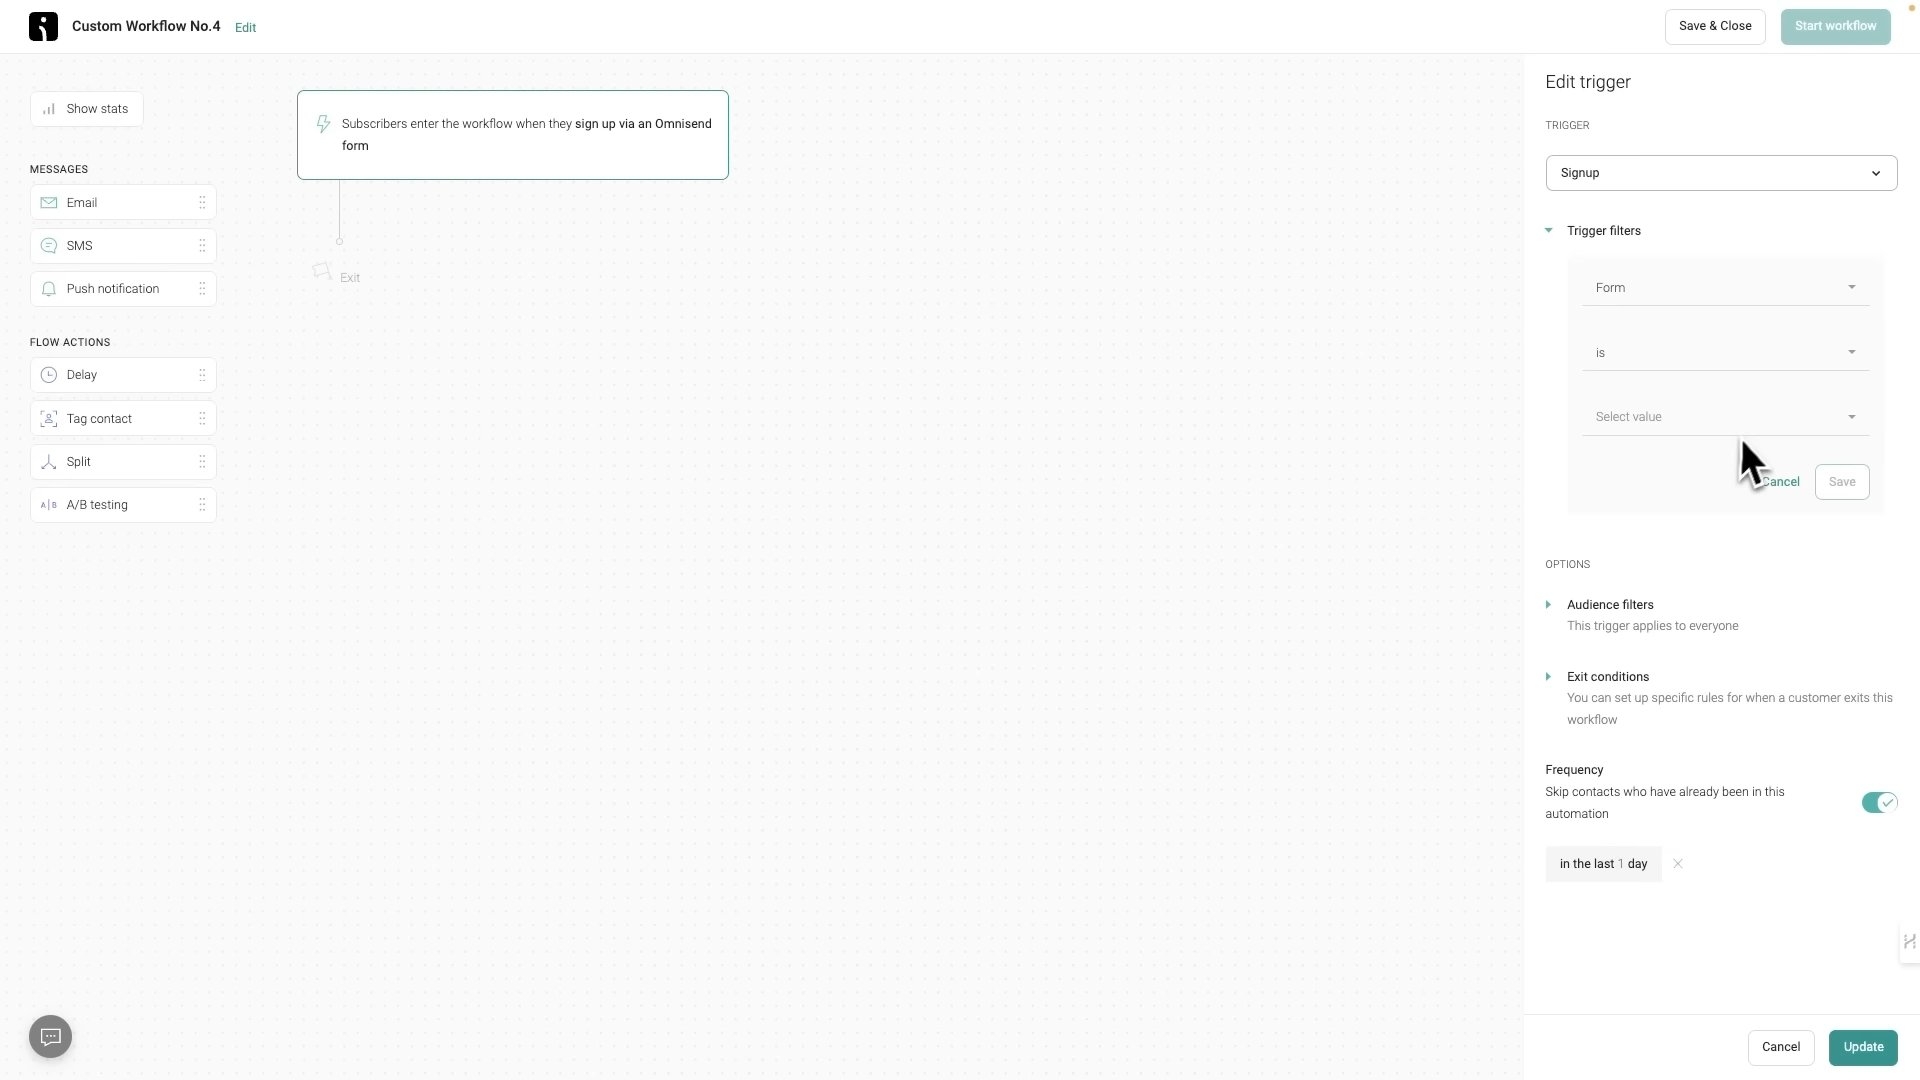 Custom Workflow No.4 Edit
Save & Close
Start workflow
Show stats
MESSAGES
Email
SMS
Push notification
FLOW ACTIONS
Delay
Tag contact
Split
A|B A/B testing
Subscribers enter the workflow when they sign up via an Omnisend
form
Exit
Edit trigger
TRIGGER
Signup
Trigger filters
Form
is
Select value
Cancel
Save
OPTIONS
Audience filters
This trigger applies to everyone
Exit conditions
You can set up specific rules for when a customer exits this
workflow
Frequency
Skip contacts who have already been in this
automation
in the last 1 day
Cancel
Update